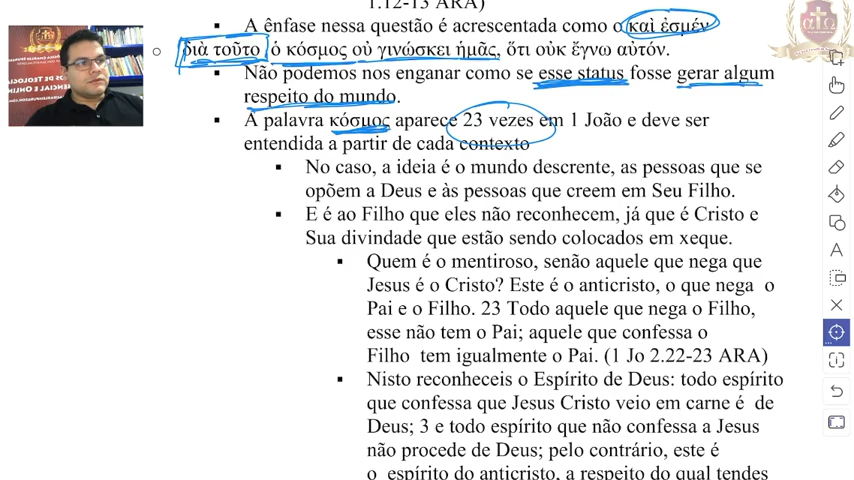 1.12-13 ARA)
A ênfase nessa questão é acrescentada como o καὶ ἐσμέν
διὰ τοῦτο ὁ κόσμος οὐ γινώσκει ἡμᾶς, ὅτι οὐκ ἔγνω αὐτόν.
Não podemos nos enganar como se esse status fosse gerar algum
respeito do mundo.
A palavra κόσμος aparece 23 vezes em 1 João e deve ser
entendida a partir de cada contexto
No caso, a ideia é o mundo descrente, as pessoas que se
opõem a Deus e às pessoas que creem em Seu Filho.
E é ao Filho que eles não reconhecem, já que é Cristo e
Sua divindade que estão sendo colocados em xeque.
Quem é o mentiroso, senão aquele que nega que
Jesus é o Cristo? Este é o anticristo, o que nega o
Pai e o Filho. 23 Todo aquele que nega o Filho,
esse não tem o Pai; aquele que confessa o
Filho tem igualmente o Pai. (1 Jo 2.22-23 ARA)
Nisto reconheceis o Espírito de Deus: todo espírito
que confessa que Jesus Cristo veio em carne é de
Deus; 3 e todo espírito que não confessa a Jesus
não procede de Deus; pelo contrário, este é
o espírito do anticristo, a respeito do qual tendes